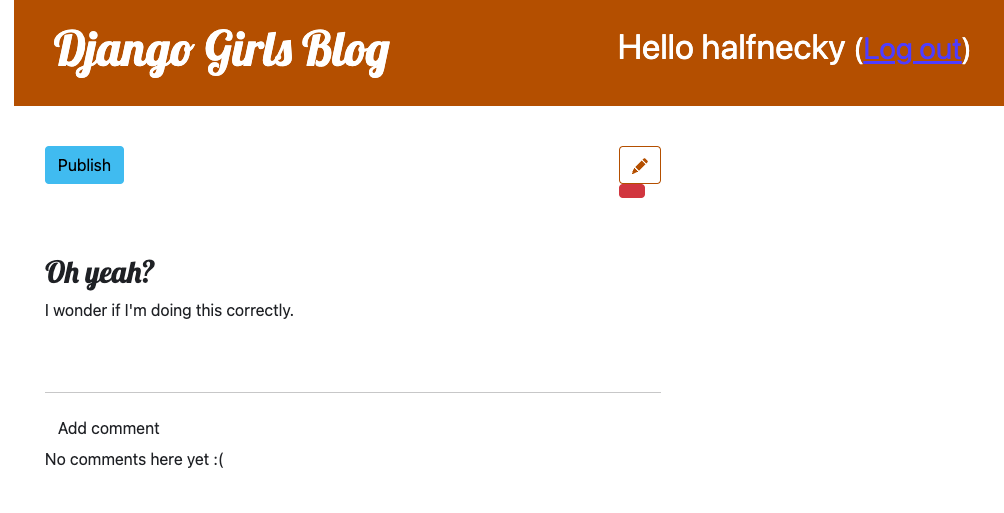 Django Girls Blog
Hello halfnecky (Log out)
Publish
Oh yeah?
I wonder if I'm doing this correctly.
Add comment
No comments here yet :(